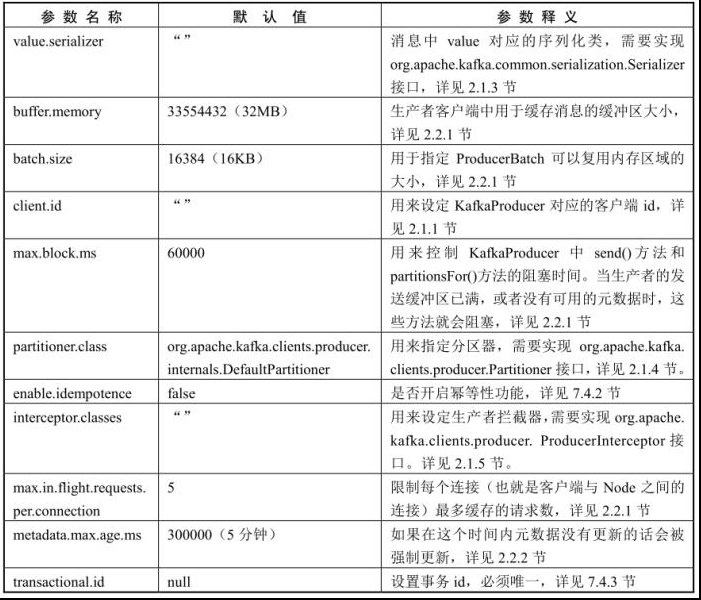 参数名称 默认值 参数释义
value.serializer “” 消息中 value 对应的序列化类，需要实现
org.apache.kafka.common.serialization.Serializer
接口，详见 2.1.3 节
buffer.memory 33554432（32MB） 生产者客户端中用于缓存消息的缓冲区大小，
详见 2.2.1 节
batch.size 16384（16KB） 用于指定 ProducerBatch 可以复用内存区域的
大小，详见 2.2.1 节
client.id “” 用来设定 KafkaProducer 对应的客户端 id，详
见 2.1.1 节
max.block.ms 60000 用来控制 KafkaProducer 中 send()方法和
partitionsFor()方法的阻塞时间。当生产者的发
送缓冲区已满，或者没有可用的元数据时，这
些方法就会阻塞，详见 2.2.1 节
partitioner.class org.apache.kafka.clients.producer. 用来指定分区器，需要实现 org.apache.kafka.
internals.DefaultPartitioner clients.producer.Partitioner 接口，详见 2.1.4 节。
enable.idempotence false 是否开启幂等性功能，详见 7.4.2 节
interceptor.classes “” 用来设定生产者拦截器，需要实现 org.apache.
kafka.clients.producer. ProducerInterceptor 接
口。详见 2.1.5 节。
max.in.flight.requests. 5 限制每个连接（也就是客户端与 Node 之间的
per.connection 连接）最多缓存的请求数，详见 2.2.1 节
metadata.max.age.ms 300000（5 分钟） 如果在这个时间内元数据没有更新的话会被
强制更新，详见 2.2.2 节
transactional.id null 设置事务 id，必须唯一，详见 7.4.3 节